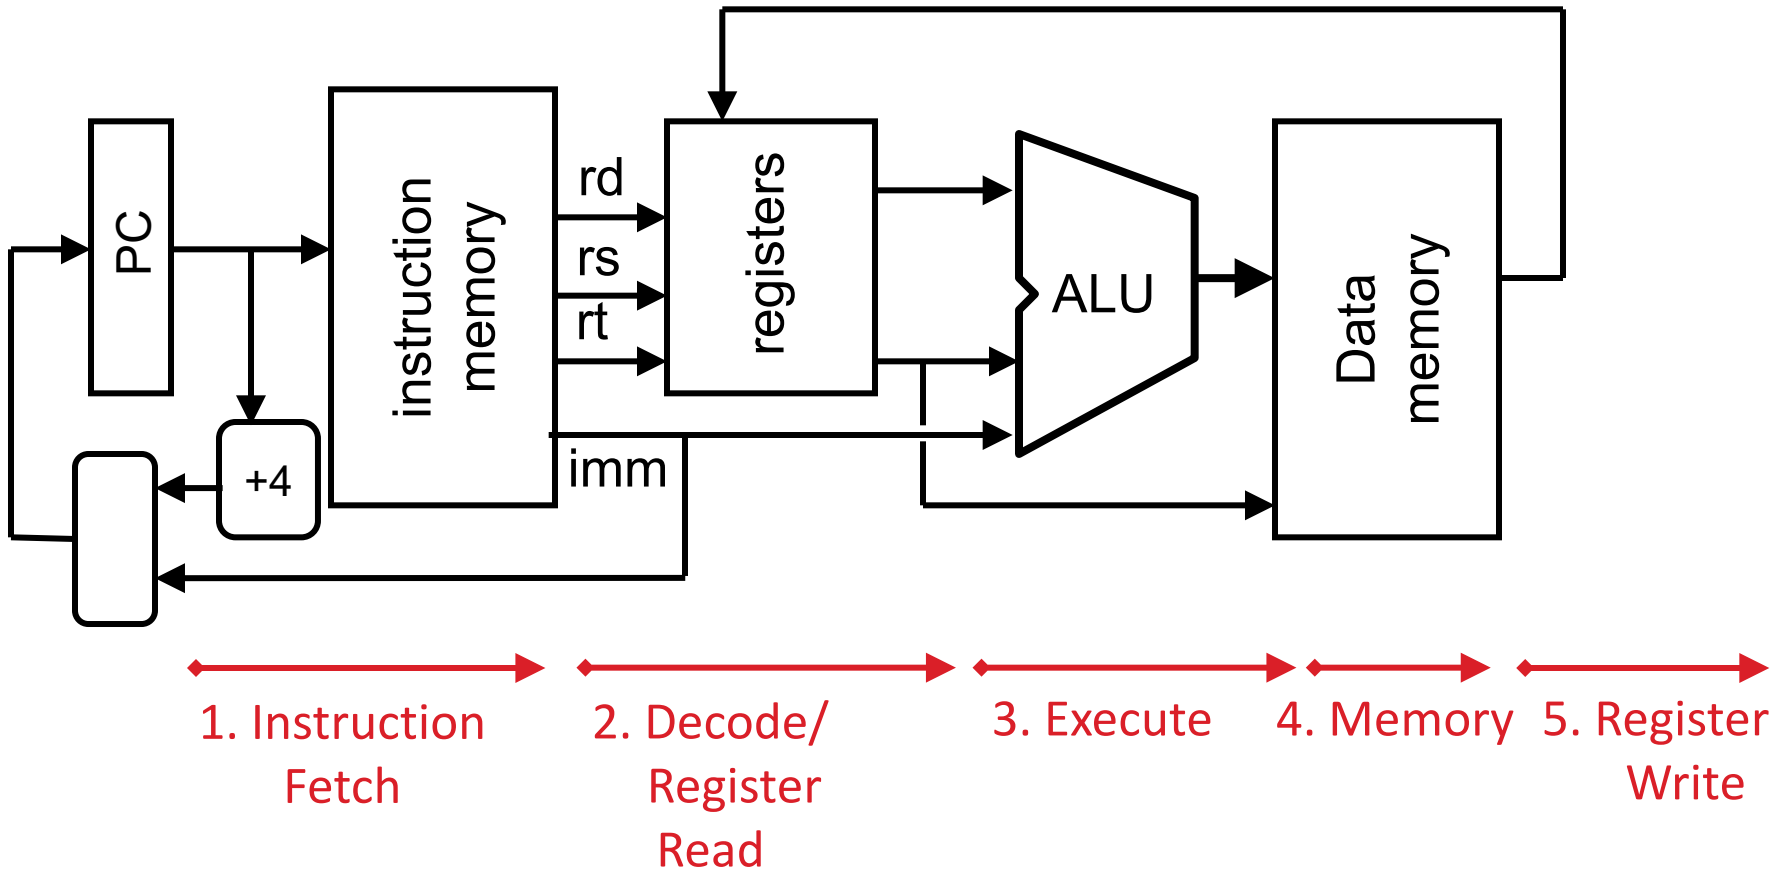 PC
+4
instruction
memory
rd
rs
rt
imm
registers
ALU
Data
memory
1. Instruction
Fetch
2. Decode/
Register
Read
3. Execute
4. Memory
5. Register
Write